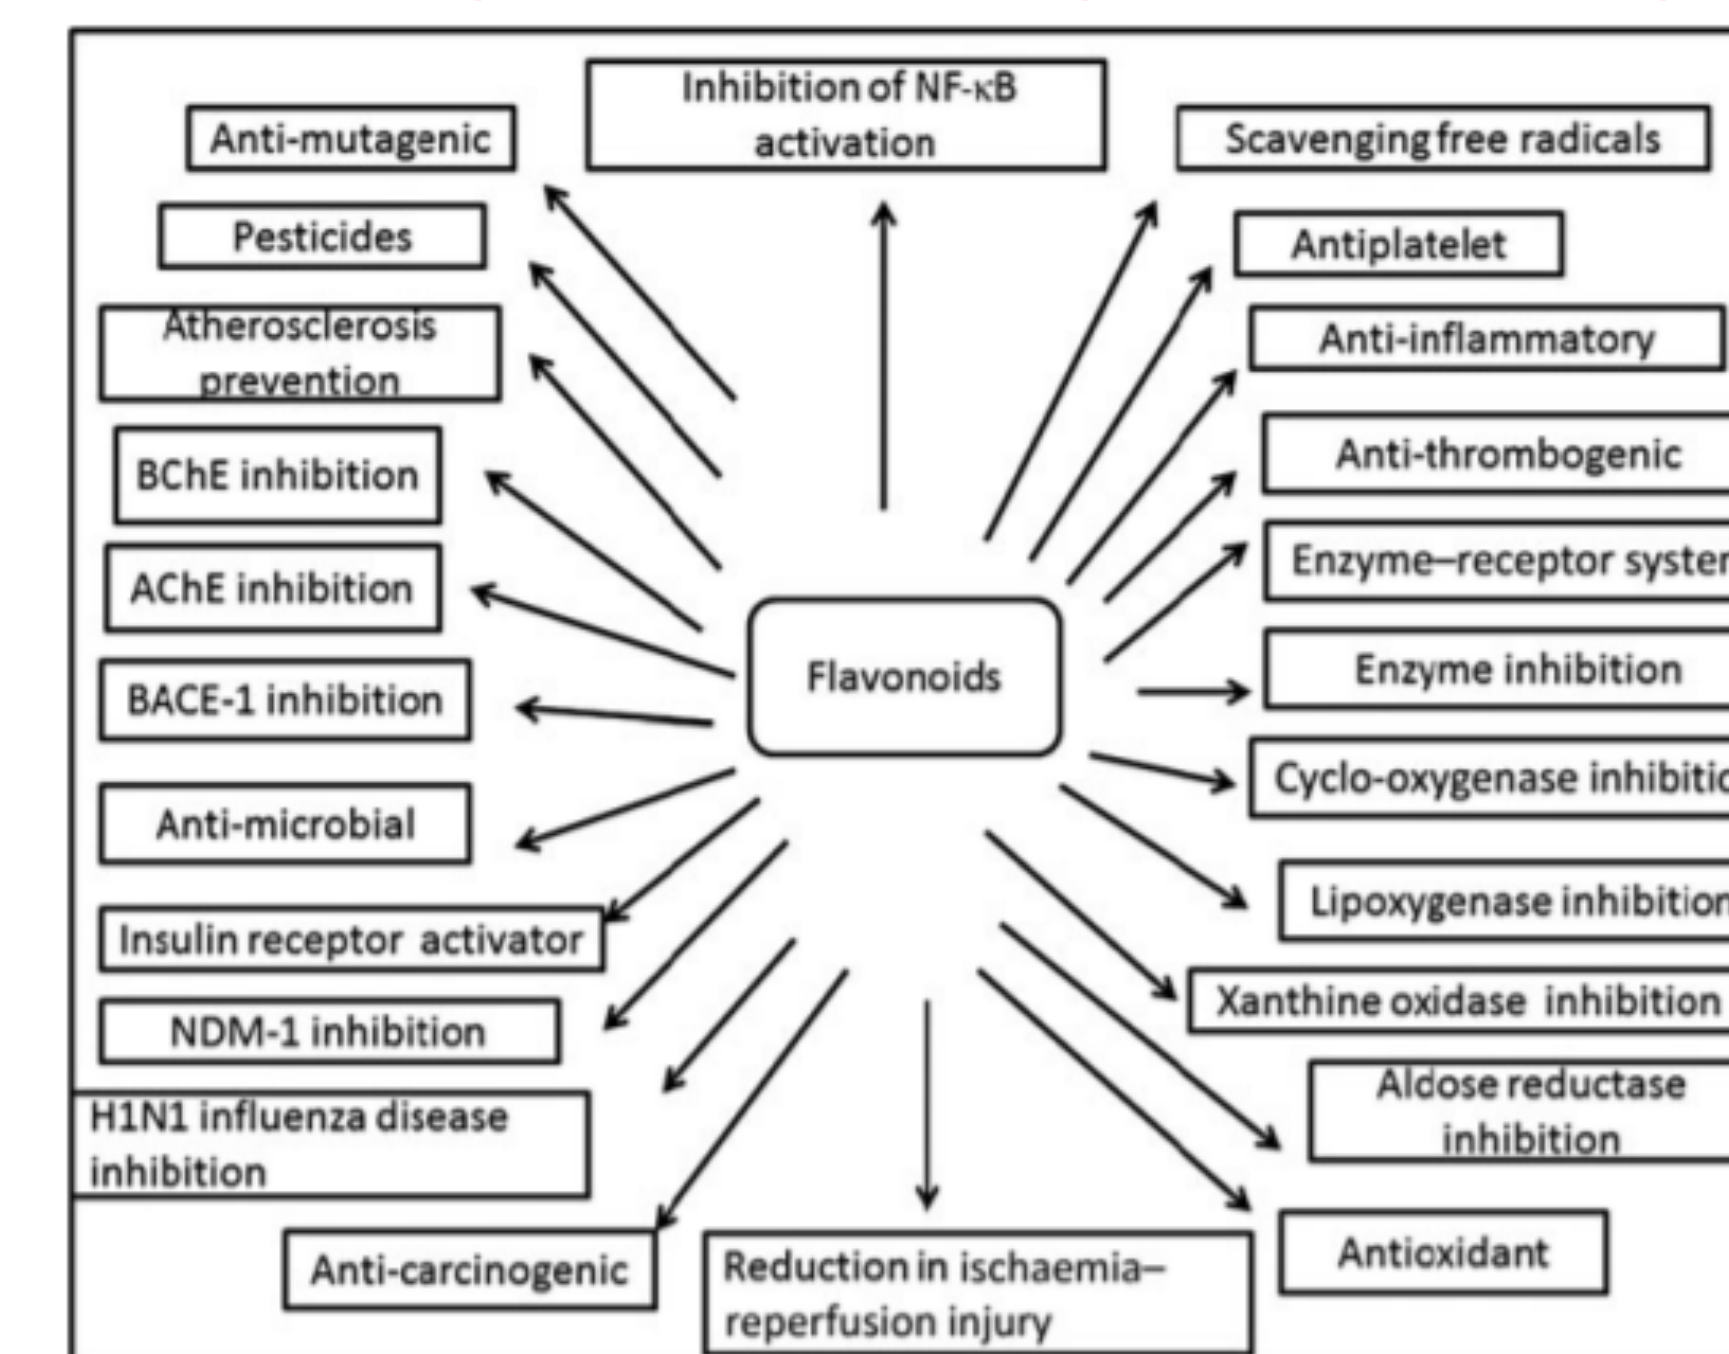 Inhibition of NF-κB
activation
Anti-mutagenic
Scavenging free radicals
Pesticides
Antiplatelet
Atherosclerosis
prevention
Anti-inflammatory
BChE inhibition
Anti-thrombogenic
AChE inhibition
Enzyme–receptor
Flavonoids
BACE-1 inhibition
Enzyme inhibition
Anti-microbial
Cyclo-oxygenase
Insulin receptor activator
Lipoxygenase inhibition
NDM-1 inhibition
Xanthine oxidase inhibition
H1N1 influenza disease
inhibition
Aldose reductase
inhibition
Anti-carcinogenic
Reduction in ischaemia–
reperfusion injury
Antioxidant